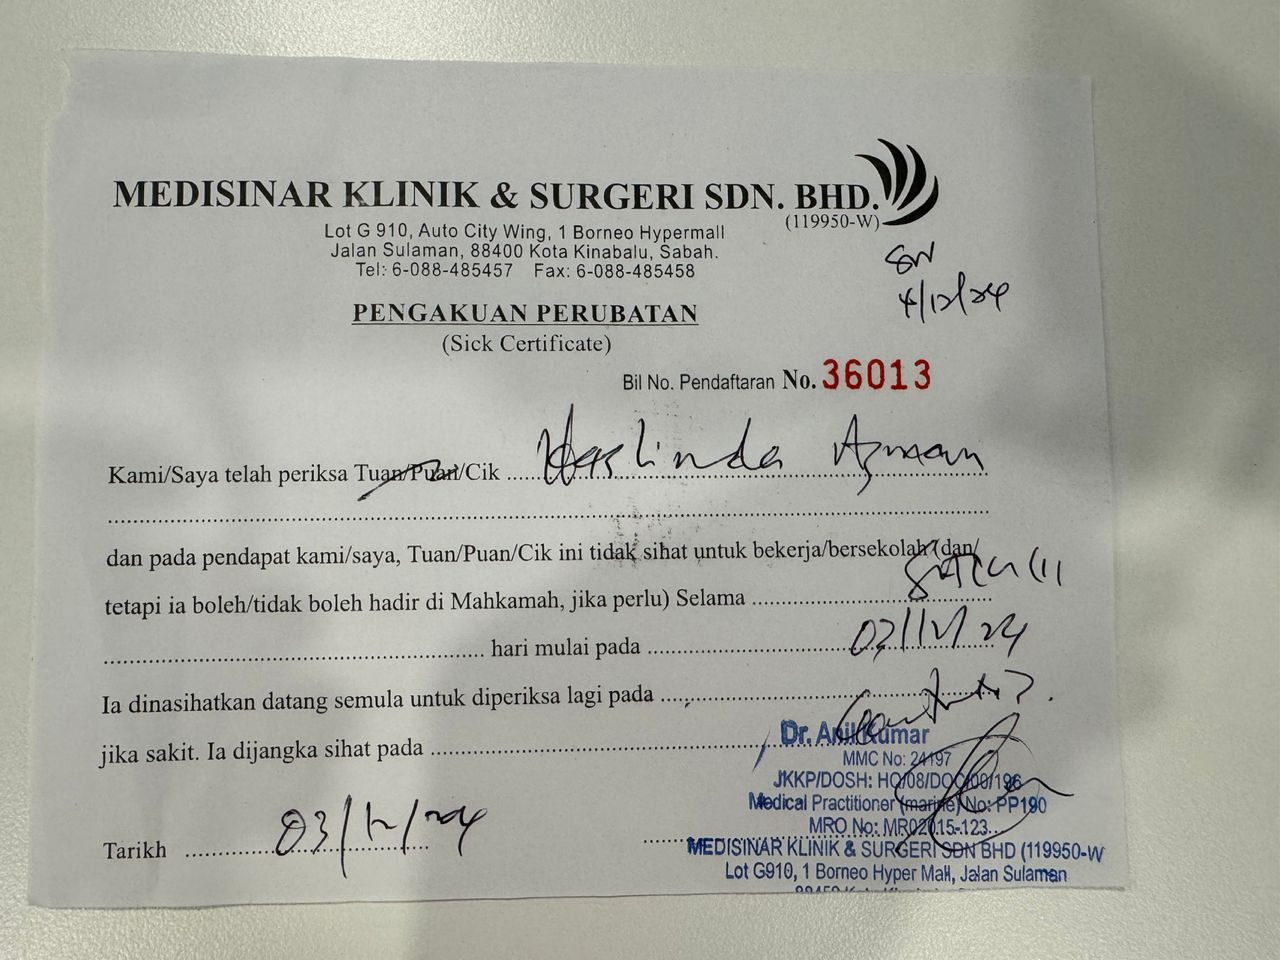 MEDISINAR KLINIK & SURGERI SDN. BHD.
(119950-W)
Lot G 910, Auto City Wing, 1 Borneo Hypermall
Jalan Sulaman, 88400 Kota Kinabalu, Sabah.
Tel: 6-088-485457 Fax: 6-088-485458
4/12/24
PENGAKUAN PERUBATAN
(Sick Certificate)
Bil No. Pendaftaran No. 36013
Kami/Saya telah periksa Tuan/Puan/Cik Haslinda Azman
dan pada pendapat kami/saya, Tuan/Puan/Cik ini tidak sihat untuk bekerja/bersekolah (dan/
tetapi ia boleh/tidak boleh hadir di Mahkamah, jika perlu) Selama
hari mulai pada 03/12/24
Ia dinasihatkan datang semula untuk diperiksa lagi pada
jika sakit. Ia dijangka sihat pada
Tarikh 03/12/24
Dr. Anil Kumar
MMC No: 24197
JKKP/DOSH: HQ/08/DOC/00/196
Medical Practitioner (marine) No: PP190
MRO No: MR02015-123
MEDISINAR KLINIK & SURGERI SDN BHD (119950-W
Lot G910, 1 Borneo Hyper Mall, Jalan Sulaman